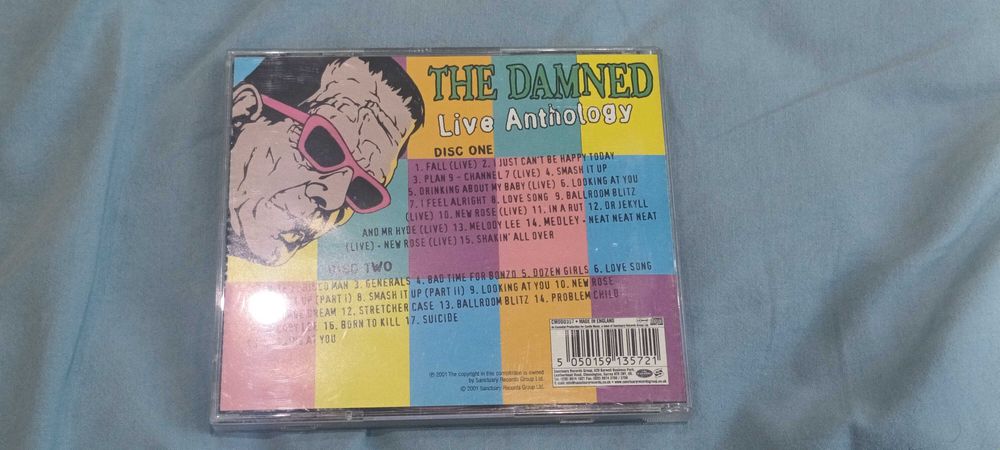 THE DAMNED
Live Anthology
DISC ONE
1. FALL (LIVE) 2. I JUST CAN'T BE HAPPY TODAY
3. PLAN 9 - CHANNEL 7 (LIVE) 4. SMASH IT UP
5. DRINKING ABOUT MY BABY (LIVE) 6. LOOKING AT YOU
7. I FEEL ALRIGHT 8. LOVE SONG 9. BALLROOM BLITZ
(LIVE) 10. NEW ROSE (LIVE) 11. IN A RUT 12. DR JEKYLL
AND MR HYDE (LIVE) 13. MELODY LEE 14. MEDLEY - NEAT NEAT NEAT
(LIVE) - NEW ROSE (LIVE) 15. SHAKIN' ALL OVER
DISC TWO
MAN 3. GENERALS 4. BAD TIME FOR BONZO 5. DOZEN GIRLS 6. LOVE SONG
UP (PART I) 8. SMASH IT UP (PART II) 9. LOOKING AT YOU 10. NEW ROSE
DREAM 12. STRETCHER CASE 13. BALLROOM BLITZ 14. PROBLEM CHILD
16. BORN TO KILL 17. SUICIDE
AT YOU
MADE IN ENGLAND
5 050159 135721
℗ 2001 The copyright in this compilation is owned
by Sanctuary Records Group Ltd.
© 2001 Sanctuary Records Group Ltd.